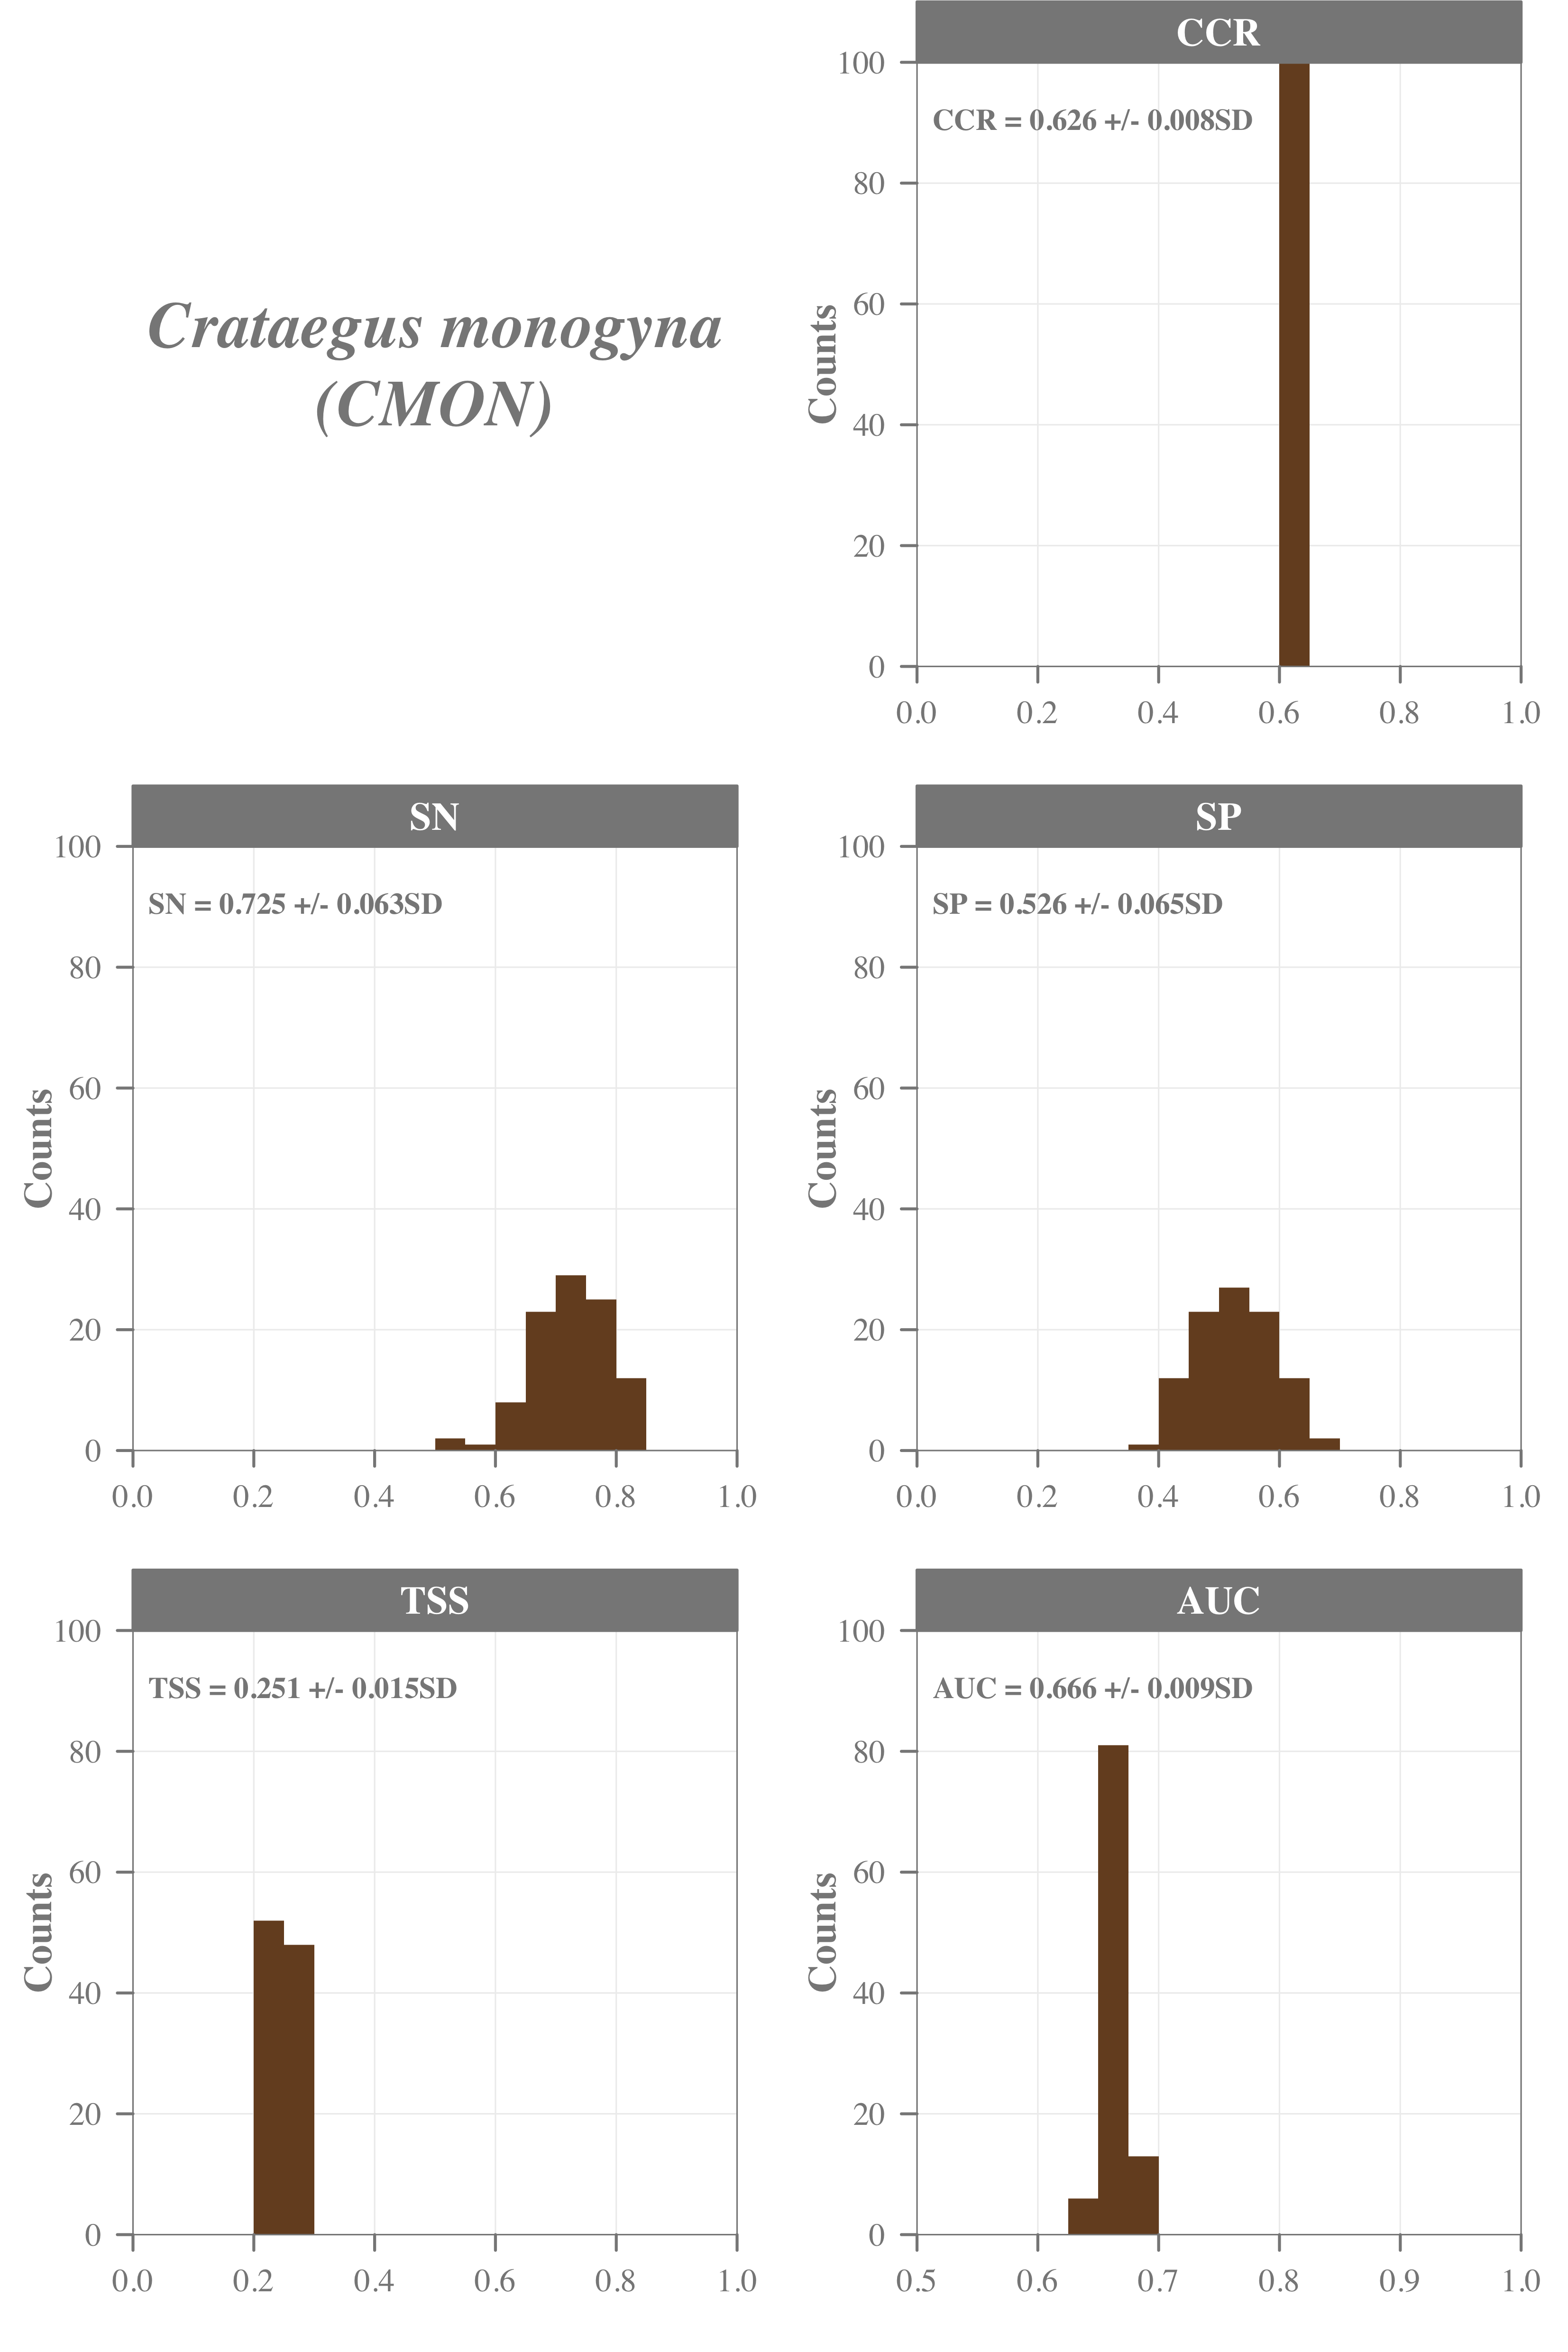 Crataegus monogyna
(CMON)
CCR
CCR = 0.626 +/- 0.008SD
Counts
100
80
60
40
20
0
0.0 0.2 0.4 0.6 0.8 1.0
SN
SN = 0.725 +/- 0.063SD
Counts
100
80
60
40
20
0
0.0 0.2 0.4 0.6 0.8 1.0
SP
SP = 0.526 +/- 0.065SD
Counts
100
80
60
40
20
0
0.0 0.2 0.4 0.6 0.8 1.0
TSS
TSS = 0.251 +/- 0.015SD
Counts
100
80
60
40
20
0
0.0 0.2 0.4 0.6 0.8 1.0
AUC
AUC = 0.666 +/- 0.009SD
Counts
100
80
60
40
20
0
0.5 0.6 0.7 0.8 0.9 1.0